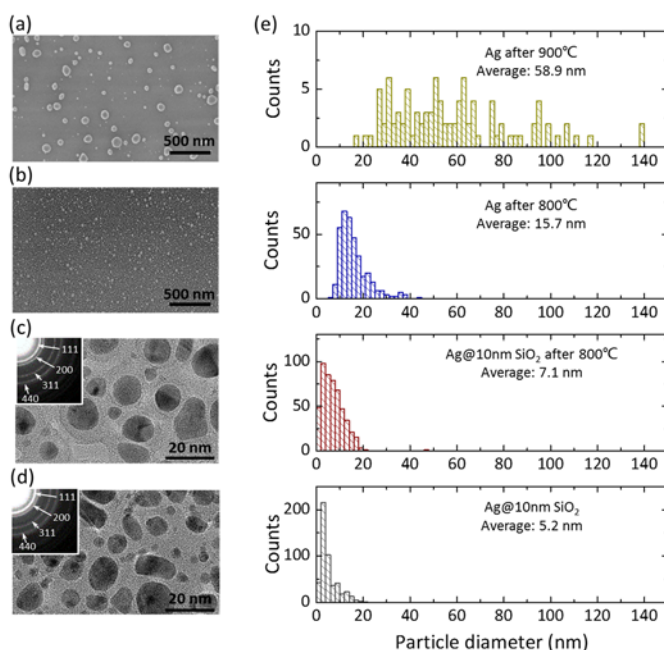 (a)
500 nm
(b)
500 nm
(c)
111
200
311
440
20 nm
(d)
111
200
311
440
20 nm
(e)
10
5
0
Counts
Ag after 900℃
Average: 58.9 nm
0 20 40 60 80 100 120 140
50
0
Counts
Ag after 800℃
Average: 15.7 nm
0 20 40 60 80 100 120 140
100
50
0
Counts
Ag@10nm SiO₂ after 800℃
Average: 7.1 nm
0 20 40 60 80 100 120 140
200
100
0
Counts
Ag@10nm SiO₂
Average: 5.2 nm
0 20 40 60 80 100 120 140
Particle diameter (nm)